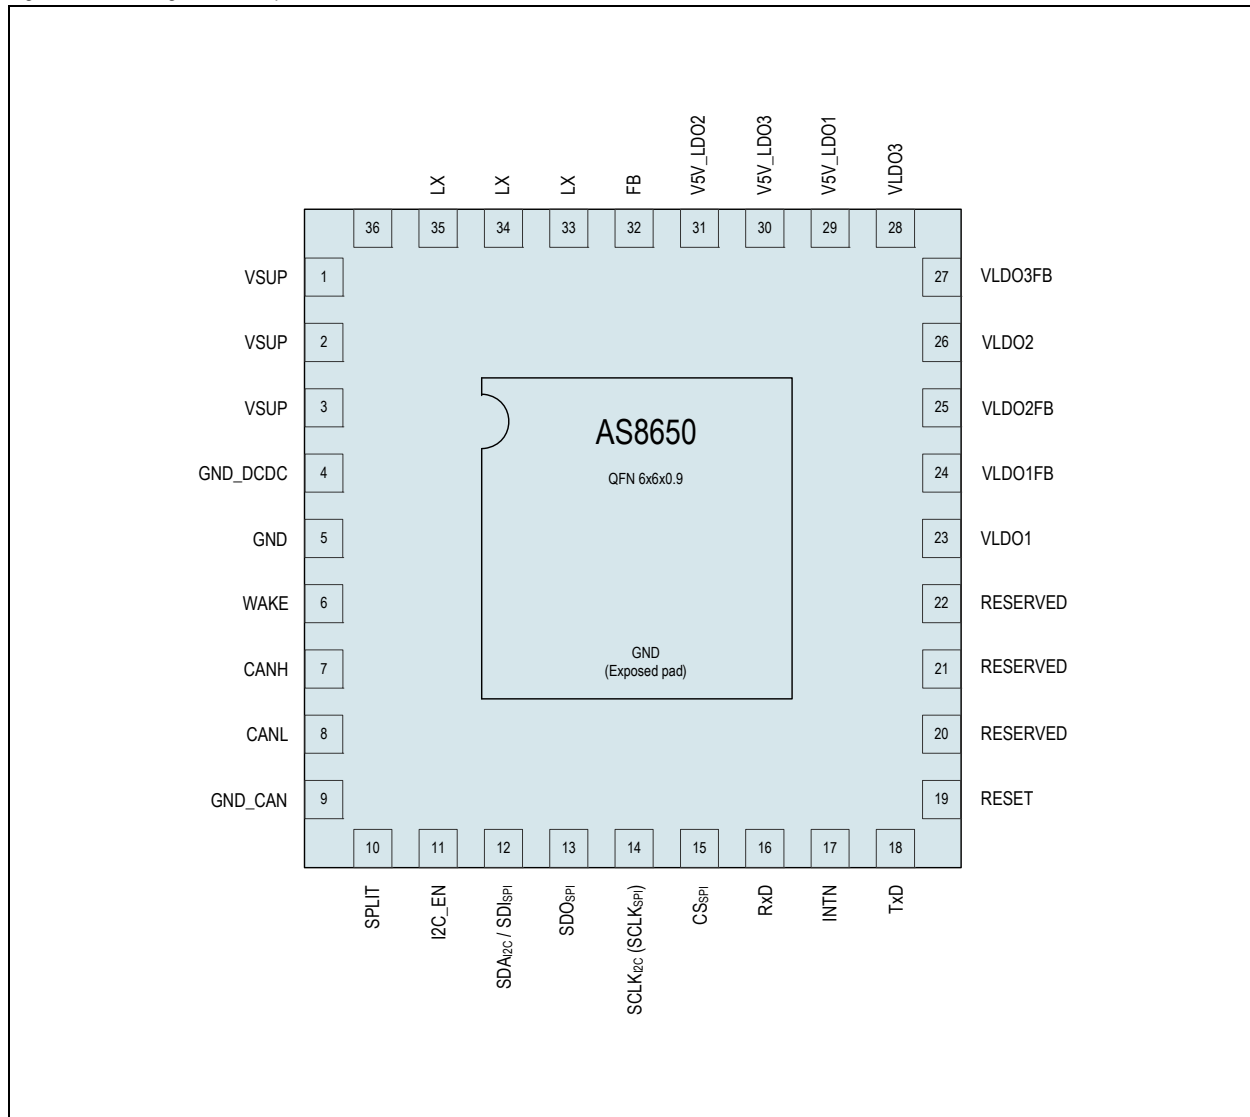 V5V_LDO2
V5V_LDO3
V5V_LDO1
VLDO3
LX
LX
LX
FB
36
35
34
33
32
31
30
29
28
VSUP
1
27
VLDO3FB
VSUP
2
26
VLDO2
VSUP
3
25
VLDO2FB
AS8650
GND_DCDC
4
QFN 6x6x0.9
24
VLDO1FB
GND
5
23
VLDO1
WAKE
6
22
RESERVED
GND
(Exposed pad)
CANH
7
21
RESERVED
CANL
8
20
RESERVED
GND_CAN
9
19
RESET
10
11
12
13
14
15
16
17
18
SPLIT
I2C_EN
SDAI2C / SDISPI
SDOSPI
SCLKI2C (SCLKSPI)
CSSPI
RxD
INTN
TxD